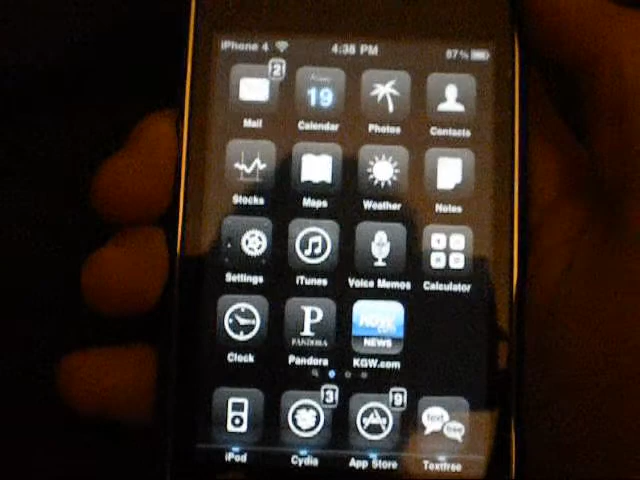 iPhone 4 4:38 PM 87%
2
19
Mail Calendar Photos Contacts
Stocks Maps Weather Notes
Settings iTunes Voice Memos Calculator
P
PANDORA
NEWS
Clock Pandora KGW.com
3 9
text free
iPod Cydia App Store Textfree